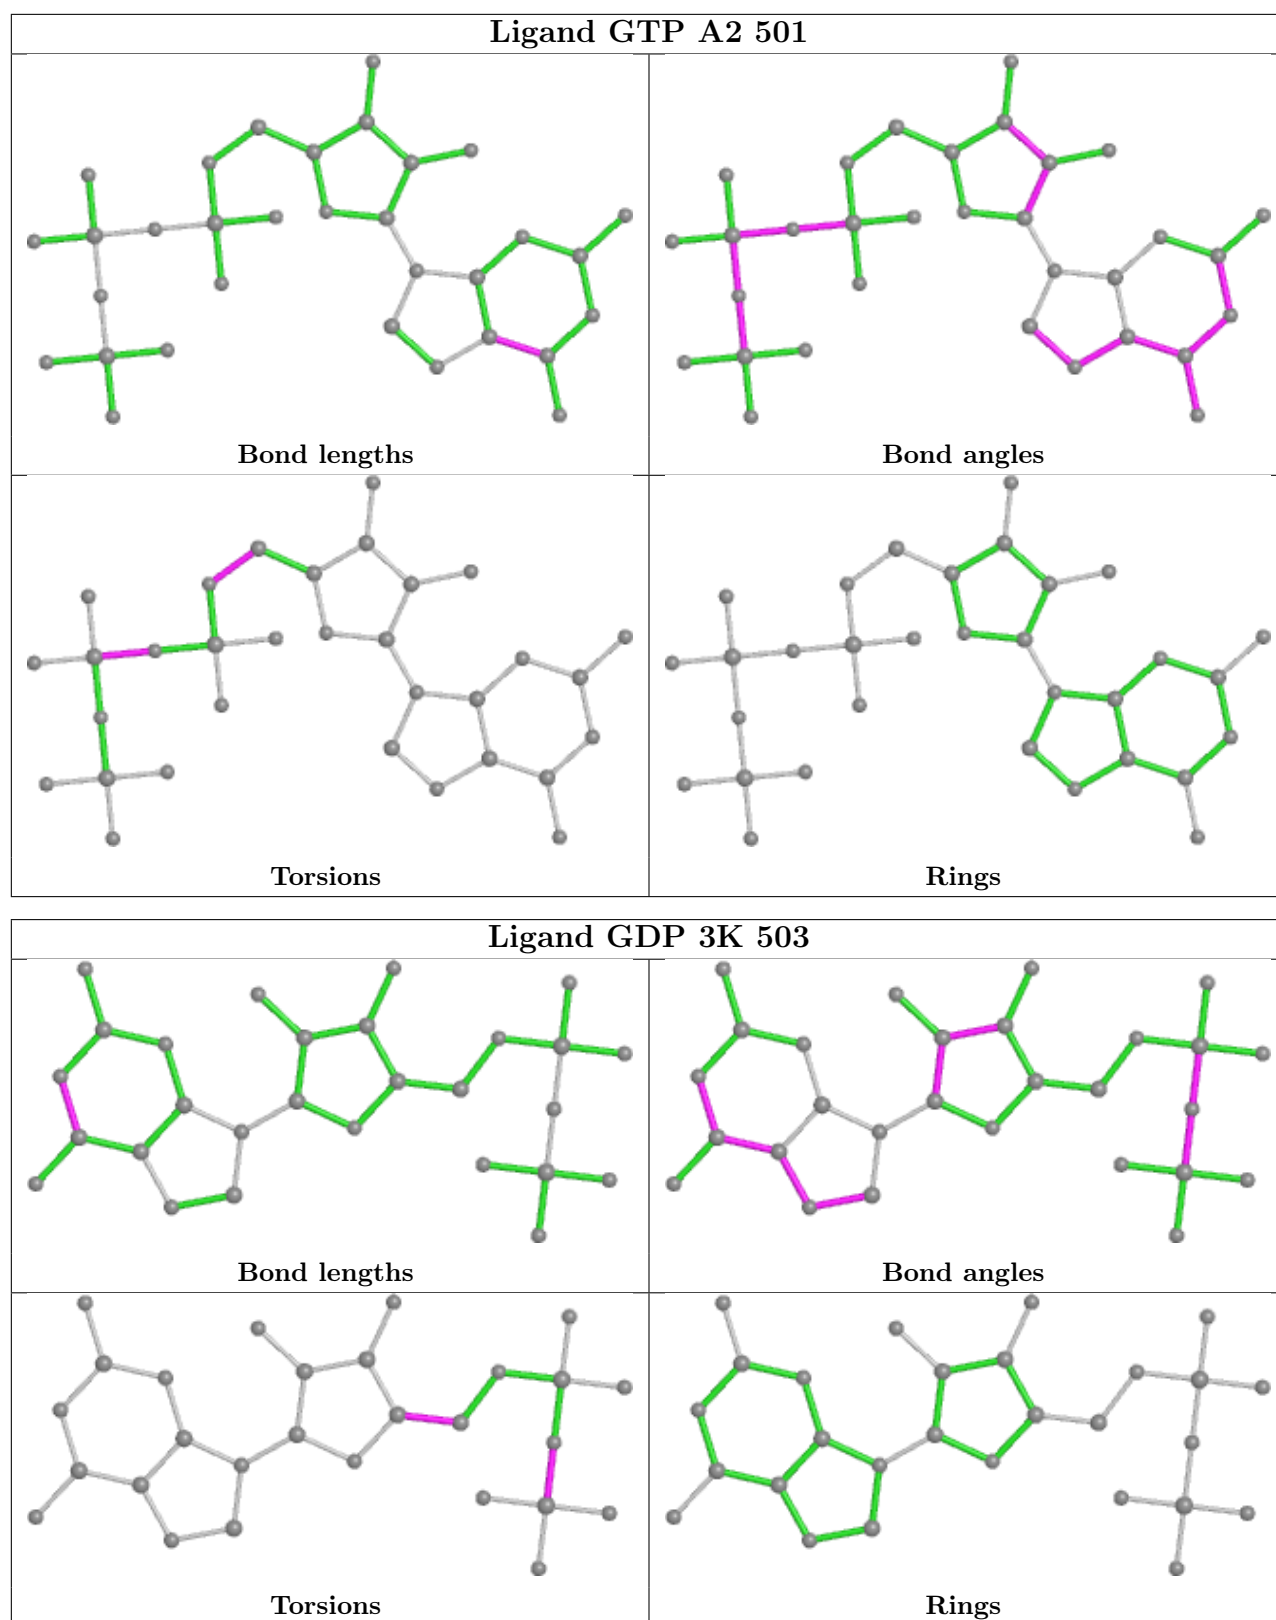 Ligand GTP A2 501
Bond lengths
Bond angles
Torsions
Rings
Ligand GDP 3K 503
Bond lengths
Bond angles
Torsions
Rings